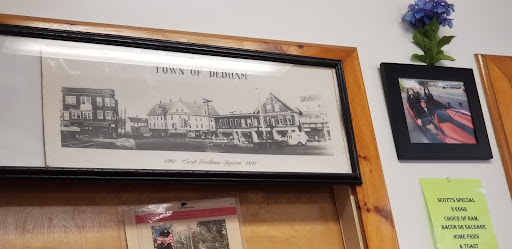 TOWN OF DEDHAM
East Dedham Square
SCOTT'S SPECIAL
3 EGGS
CHOICE OF HAM,
BACON OR SAUSAGE
HOME FRIES
& TOAST